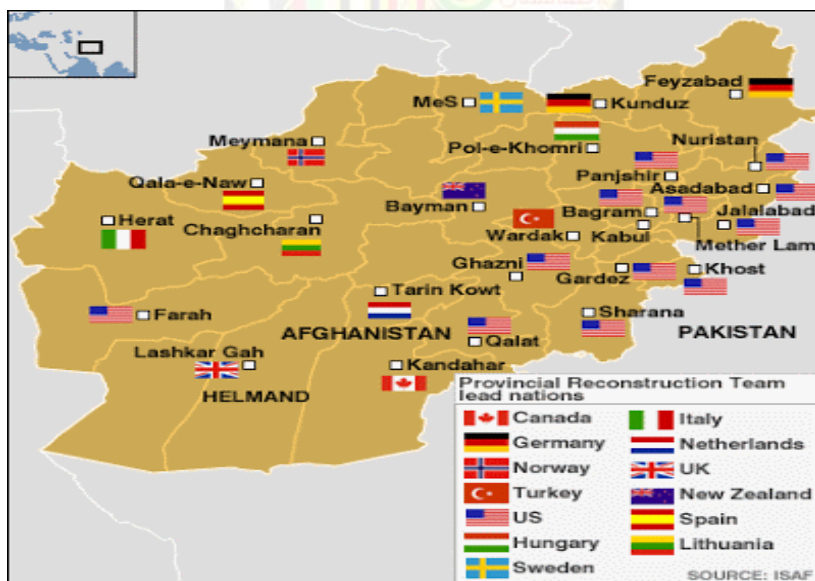 Feyzabad
MeS
Kunduz
Meymana
Pol-e-Khomri
Nuristan
Panjshir
Qala-e-Naw
Asadabad
Bayman
Bagram
Jalalabad
Herat
Chaghcharan
Wardak
Kabul
Mether Lam
Ghazni
Gardez
Khost
Tarin Kowt
Farah
AFGHANISTAN
Sharana
PAKISTAN
Qalat
Lashkar Gah
Kandahar
HELMAND
Provincial Reconstruction Team
lead nations
Canada
Germany
Norway
Turkey
US
Hungary
Sweden
Italy
Netherlands
UK
New Zealand
Spain
Lithuania
SOURCE: ISAF